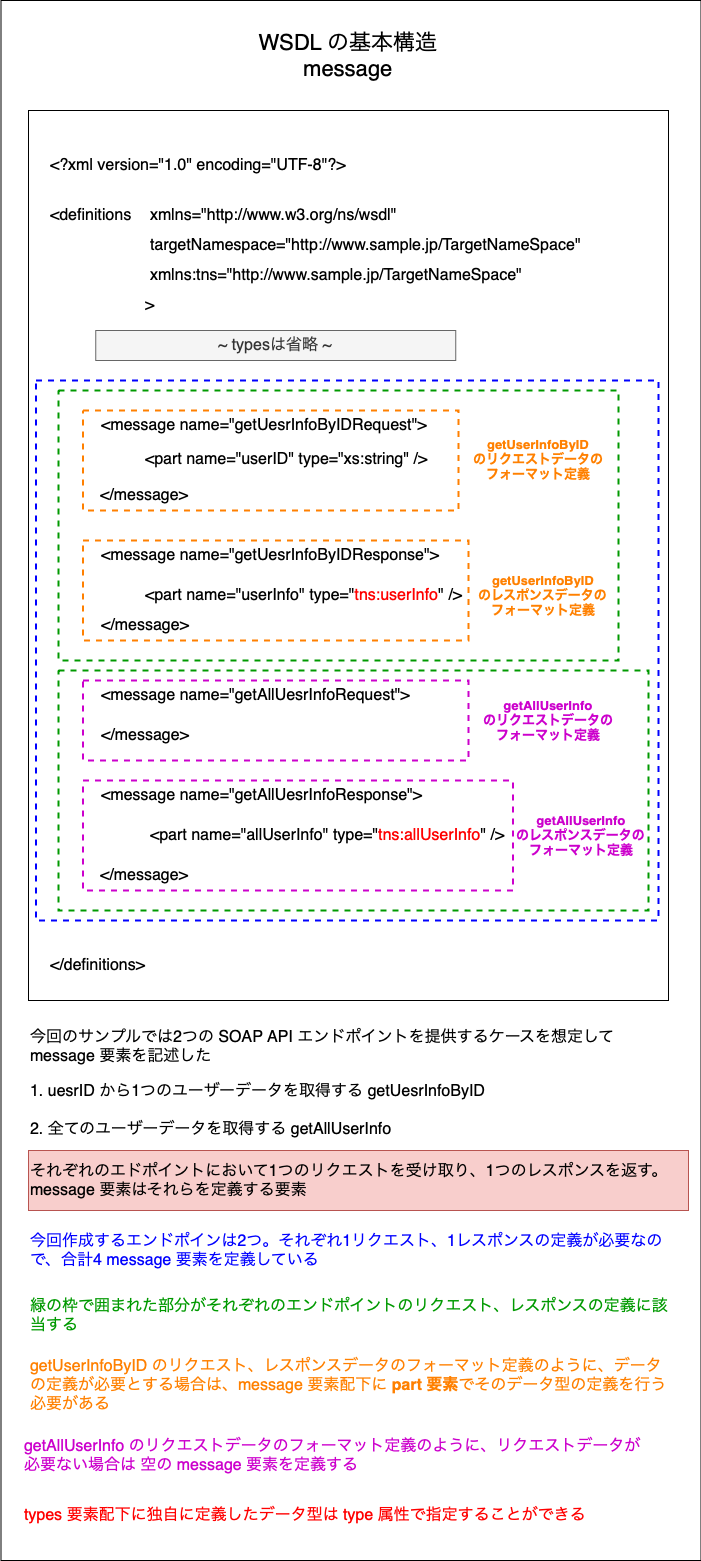 WSDL の基本構造
message
<?xml version="1.0" encoding="UTF-8"?>
<definitions xmlns="http://www.w3.org/ns/wsdl"
targetNamespace="http://www.sample.jp/TargetNameSpace"
xmlns:tns="http://www.sample.jp/TargetNameSpace"
>
~ typesは省略 ~
<message name="getUesrInfoByIDRequest">
<part name="userID" type="xs:string" />
</message>
getUserInfoByID
のリクエストデータの
フォーマット定義
<message name="getUesrInfoByIDResponse">
<part name="userInfo" type="tns:userInfo" />
</message>
getUserInfoByID
のレスポンスデータの
フォーマット定義
<message name="getAllUesrInfoRequest">
</message>
getAllUserInfo
のリクエストデータの
フォーマット定義
<message name="getAllUesrInfoResponse">
<part name="allUserInfo" type="tns:allUserInfo" />
</message>
getAllUserInfo
のレスポンスデータの
フォーマット定義
</definitions>
今回のサンプルでは2つの SOAP API エンドポイントを提供するケースを想定して
message 要素を記述した
1. uesrID から1つのユーザーデータを取得する getUesrInfoByID
2. 全てのユーザーデータを取得する getAllUserInfo
それぞれのエドポイントにおいて1つのリクエストを受け取り、1つのレスポンスを返す。
message 要素はそれらを定義する要素
今回作成するエンドポインは2つ。それぞれ1リクエスト、1レスポンスの定義が必要なの
で、合計4 message 要素を定義している
緑の枠で囲まれた部分がそれぞれのエンドポイントのリクエスト、レスポンスの定義に該
当する
getUserInfoByID のリクエスト、レスポンスデータのフォーマット定義のように、データ
の定義が必要とする場合は、message 要素配下に part 要素でそのデータ型の定義を行う
必要がある
getAllUserInfo のリクエストデータのフォーマット定義のように、リクエストデータが
必要ない場合は 空の message 要素を定義する
types 要素配下に独自に定義したデータ型は type 属性で指定することができる